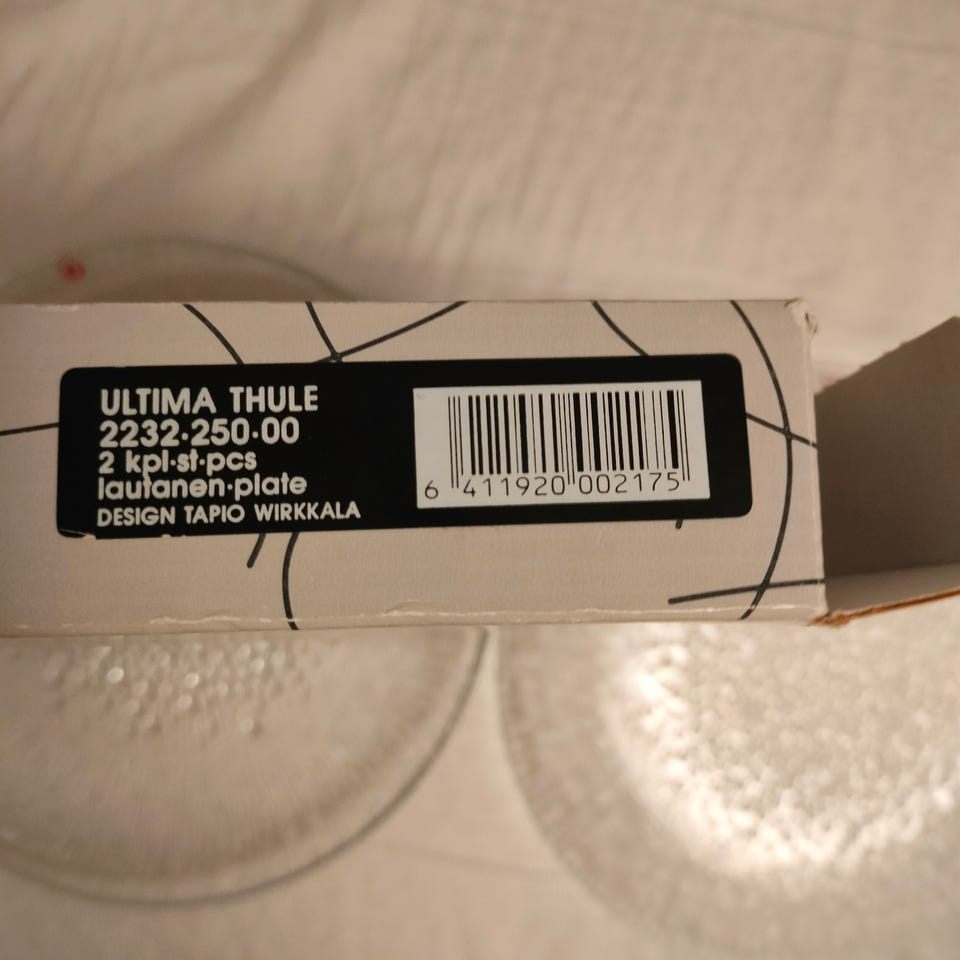 ULTIMA THULE
2232·250·00
2 kpl·st·pcs
lautanen·plate
DESIGN TAPIO WIRKKALA
6 411920 002175